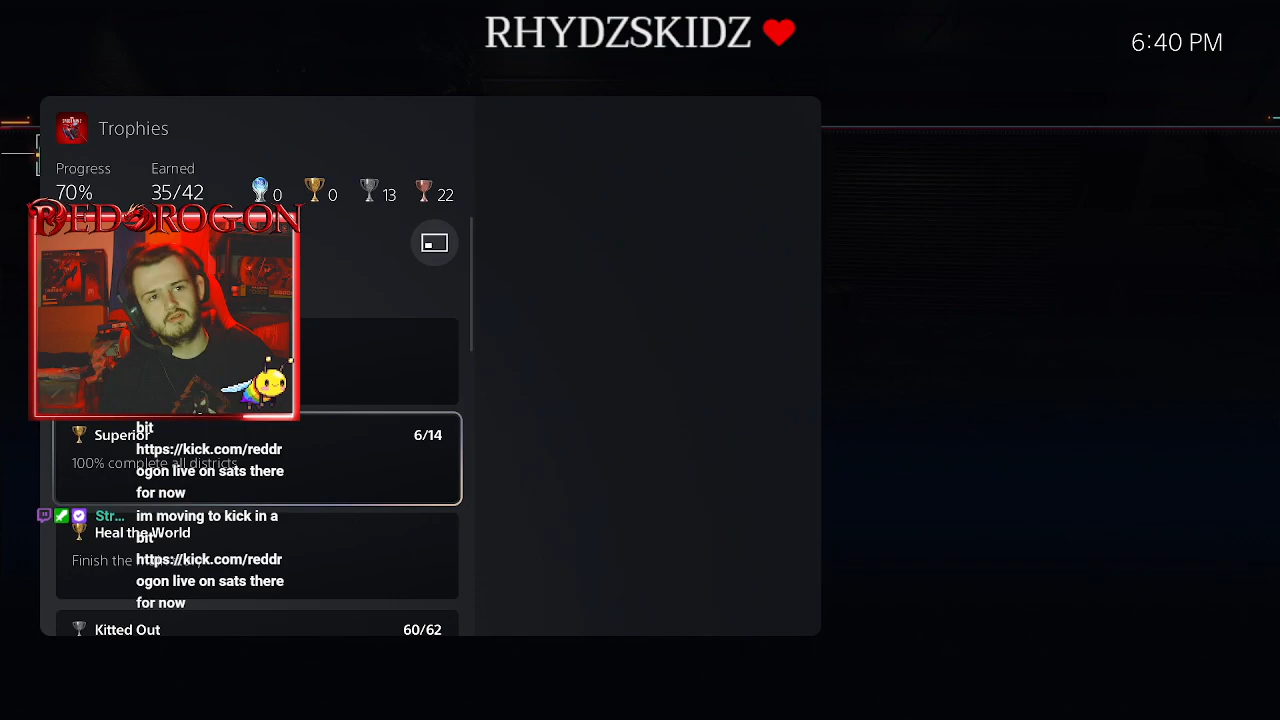 RHYDZSKIDZ
6:40 PM
Trophies
Progress
Earned
70%
35/42
0
0
13
22
REDDROGON
bit
Superior
6/14
https://kick.com/reddr
100% complete all districts
ogon live on sats there
for now
Str...
im moving to kick in a
Heal the World
bit
https://kick.com/reddr
Finish the
ogon live on sats there
for now
Kitted Out
60/62